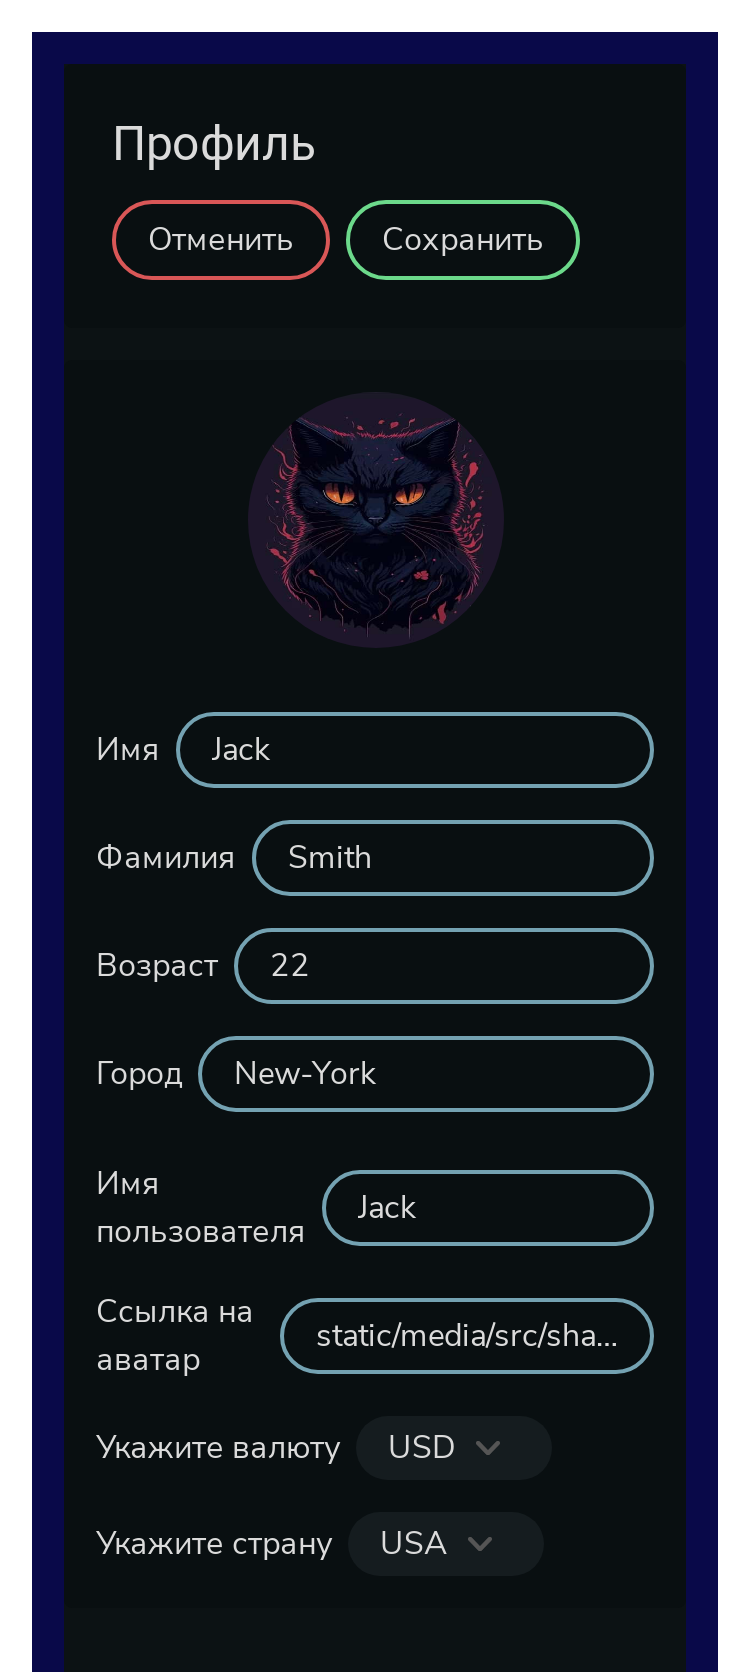 Профиль
Отменить Сохранить
Имя Jack
Фамилия Smith
Возраст 22
Город New-York
Имя
пользователя Jack
Ссылка на
аватар static/media/src/sha...
Укажите валюту USD
Укажите страну USA